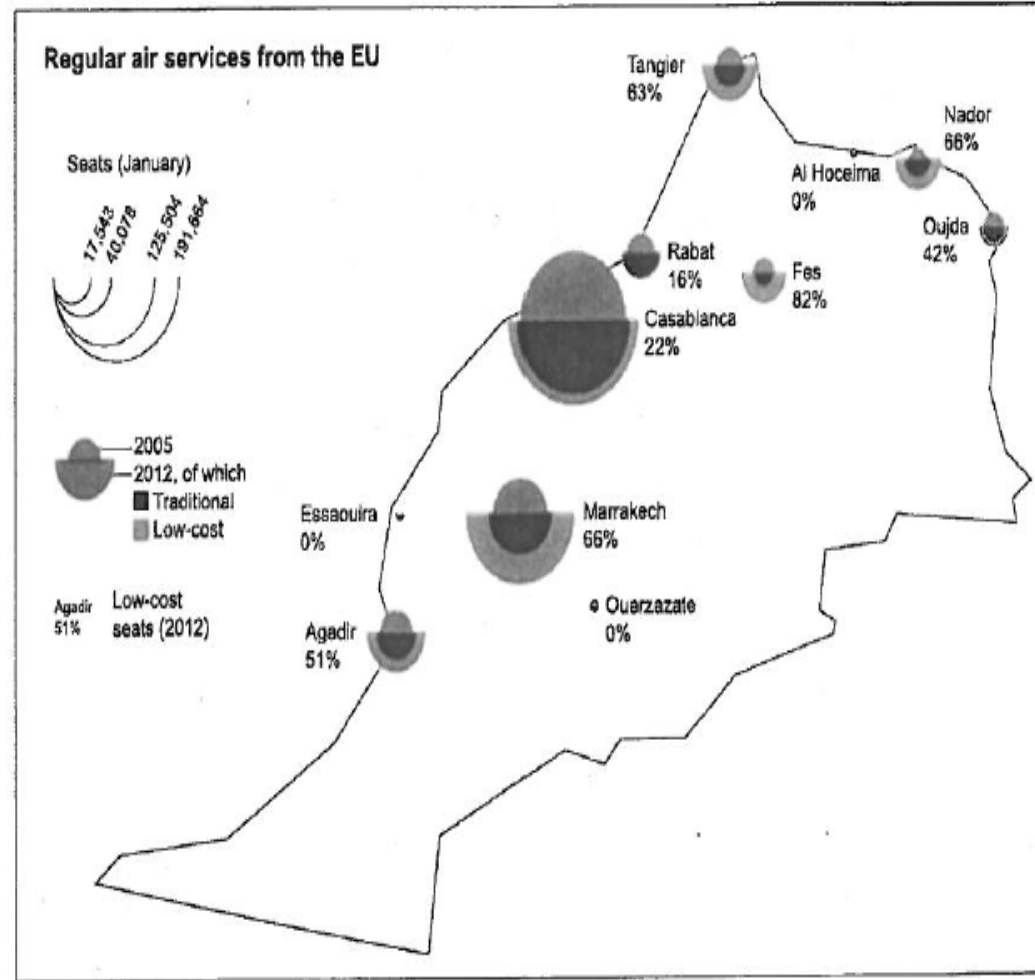 Regular air services from the EU
Seats (January)
17,543
40,078
125,504
191,664
2005
2012, of which
Traditional
Low-cost
Agadir
51%
Low-cost
seats (2012)
Tangier
63%
Nador
66%
Al Hoceima
0%
Oujda
42%
Rabat
16%
Fes
82%
Casablanca
22%
Essaouira
0%
Marrakech
66%
Ouarzazate
0%
Agadir
51%